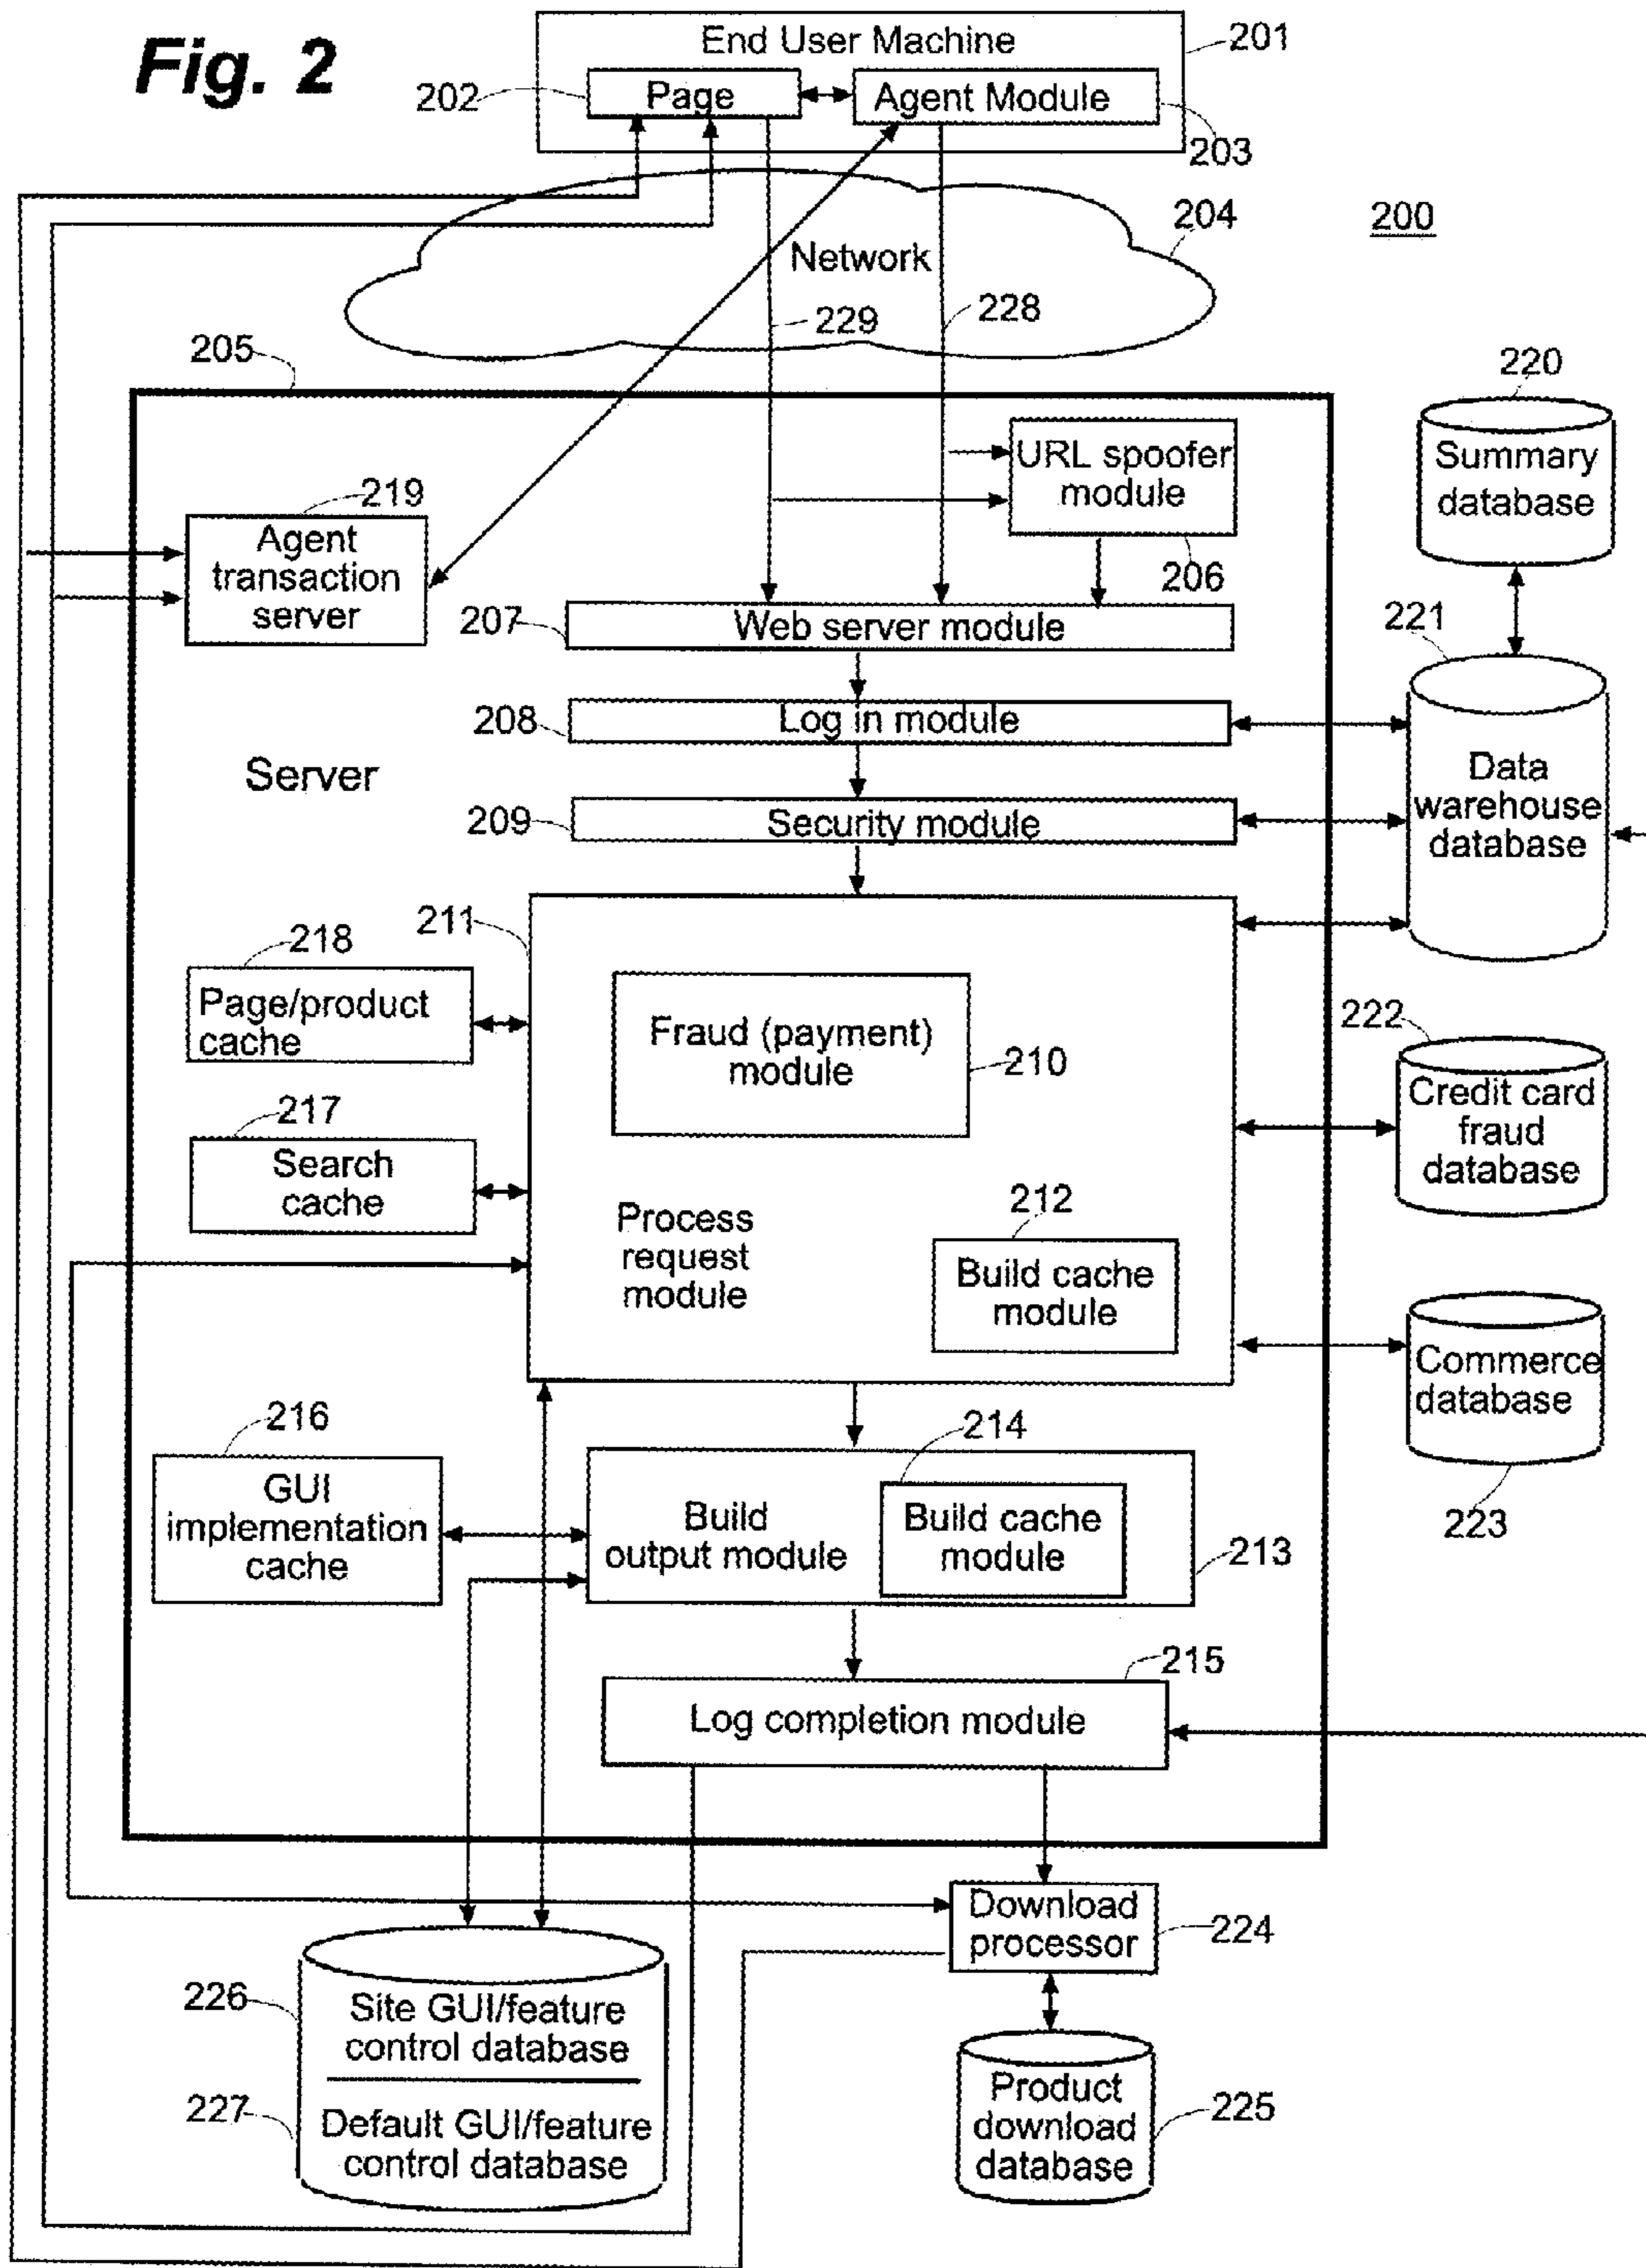 Fig. 2
End User Machine
201
202
Page
Agent Module
203
204
200
Network
229
228
205
220
Summary
database
URL spoofer
module
206
219
Agent
transaction
server
207
Web server module
221
208
Log in module
Data
warehouse
database
Server
209
Security module
211
218
Page/product
cache
Fraud (payment)
module
210
222
Credit card
fraud
database
217
Search
cache
Process
request
module
212
Build cache
module
Commerce
database
223
216
GUI
implementation
cache
214
Build
output module
Build cache
module
213
215
Log completion module
Download
processor
224
226
Site GUI/feature
control database
227
Default GUI/feature
control database
Product
download
database
225